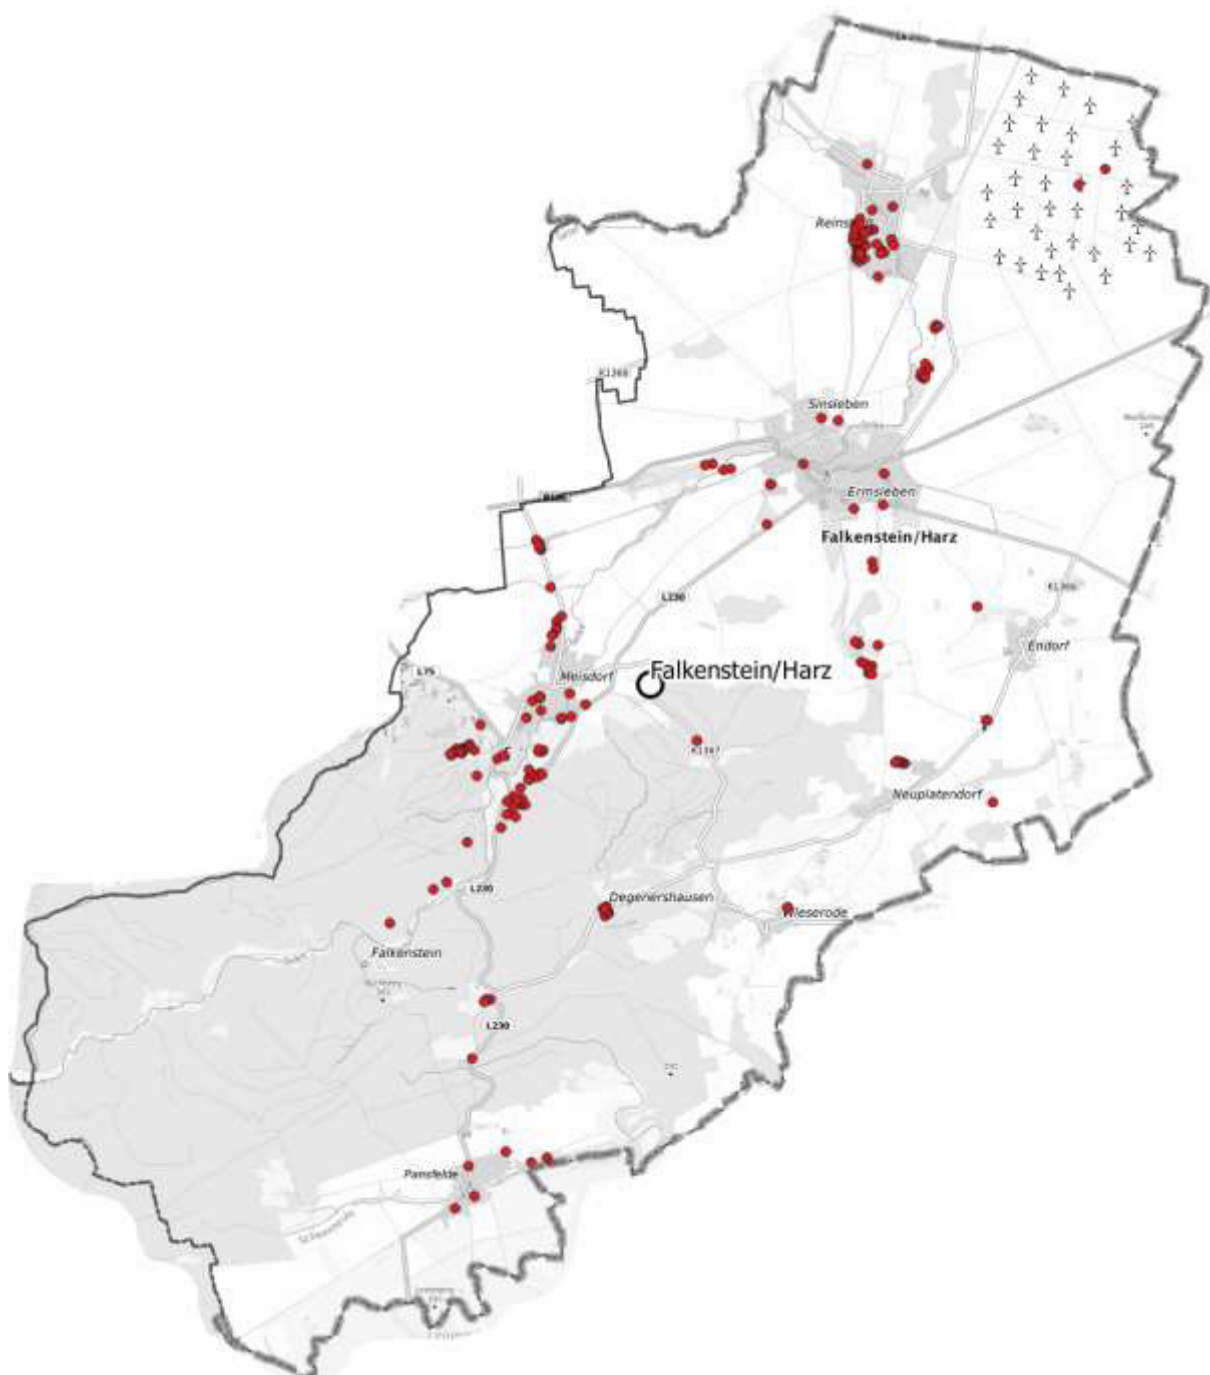 K1368
Sinsleben
Ermsleben
Falkenstein/Harz
L230
K1366
Endorf
Falkenstein/Harz
Meisdorf
L75
K1367
Neuplatendorf
L230
Degenershausen
Wieserode
Falkenstein
L230
Pansfelde